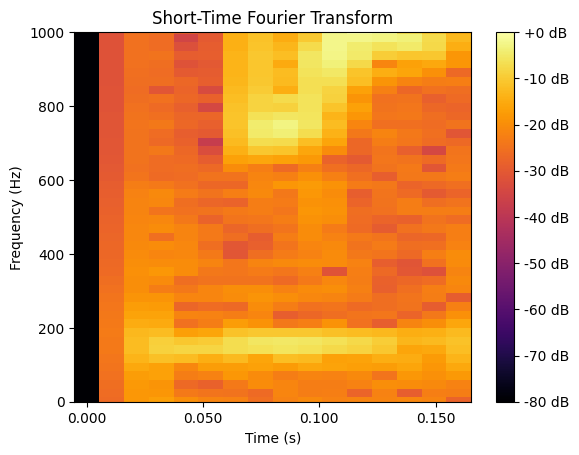 Short-Time Fourier Transform
1000
800
600
400
200
0
Frequency (Hz)
0.000
0.050
0.100
0.150
Time (s)
+0 dB
-10 dB
-20 dB
-30 dB
-40 dB
-50 dB
-60 dB
-70 dB
-80 dB